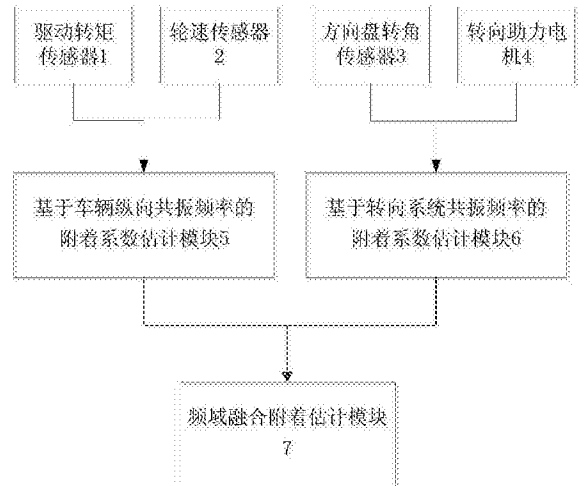 驱动转矩
传感器1
轮速传感器
2
方向盘转角
传感器3
转向助力电
机4
基于车辆纵向共振频率的
附着系数估计模块5
基于转向系统共振频率的
附着系数估计模块6
频域融合附着估计模块
7